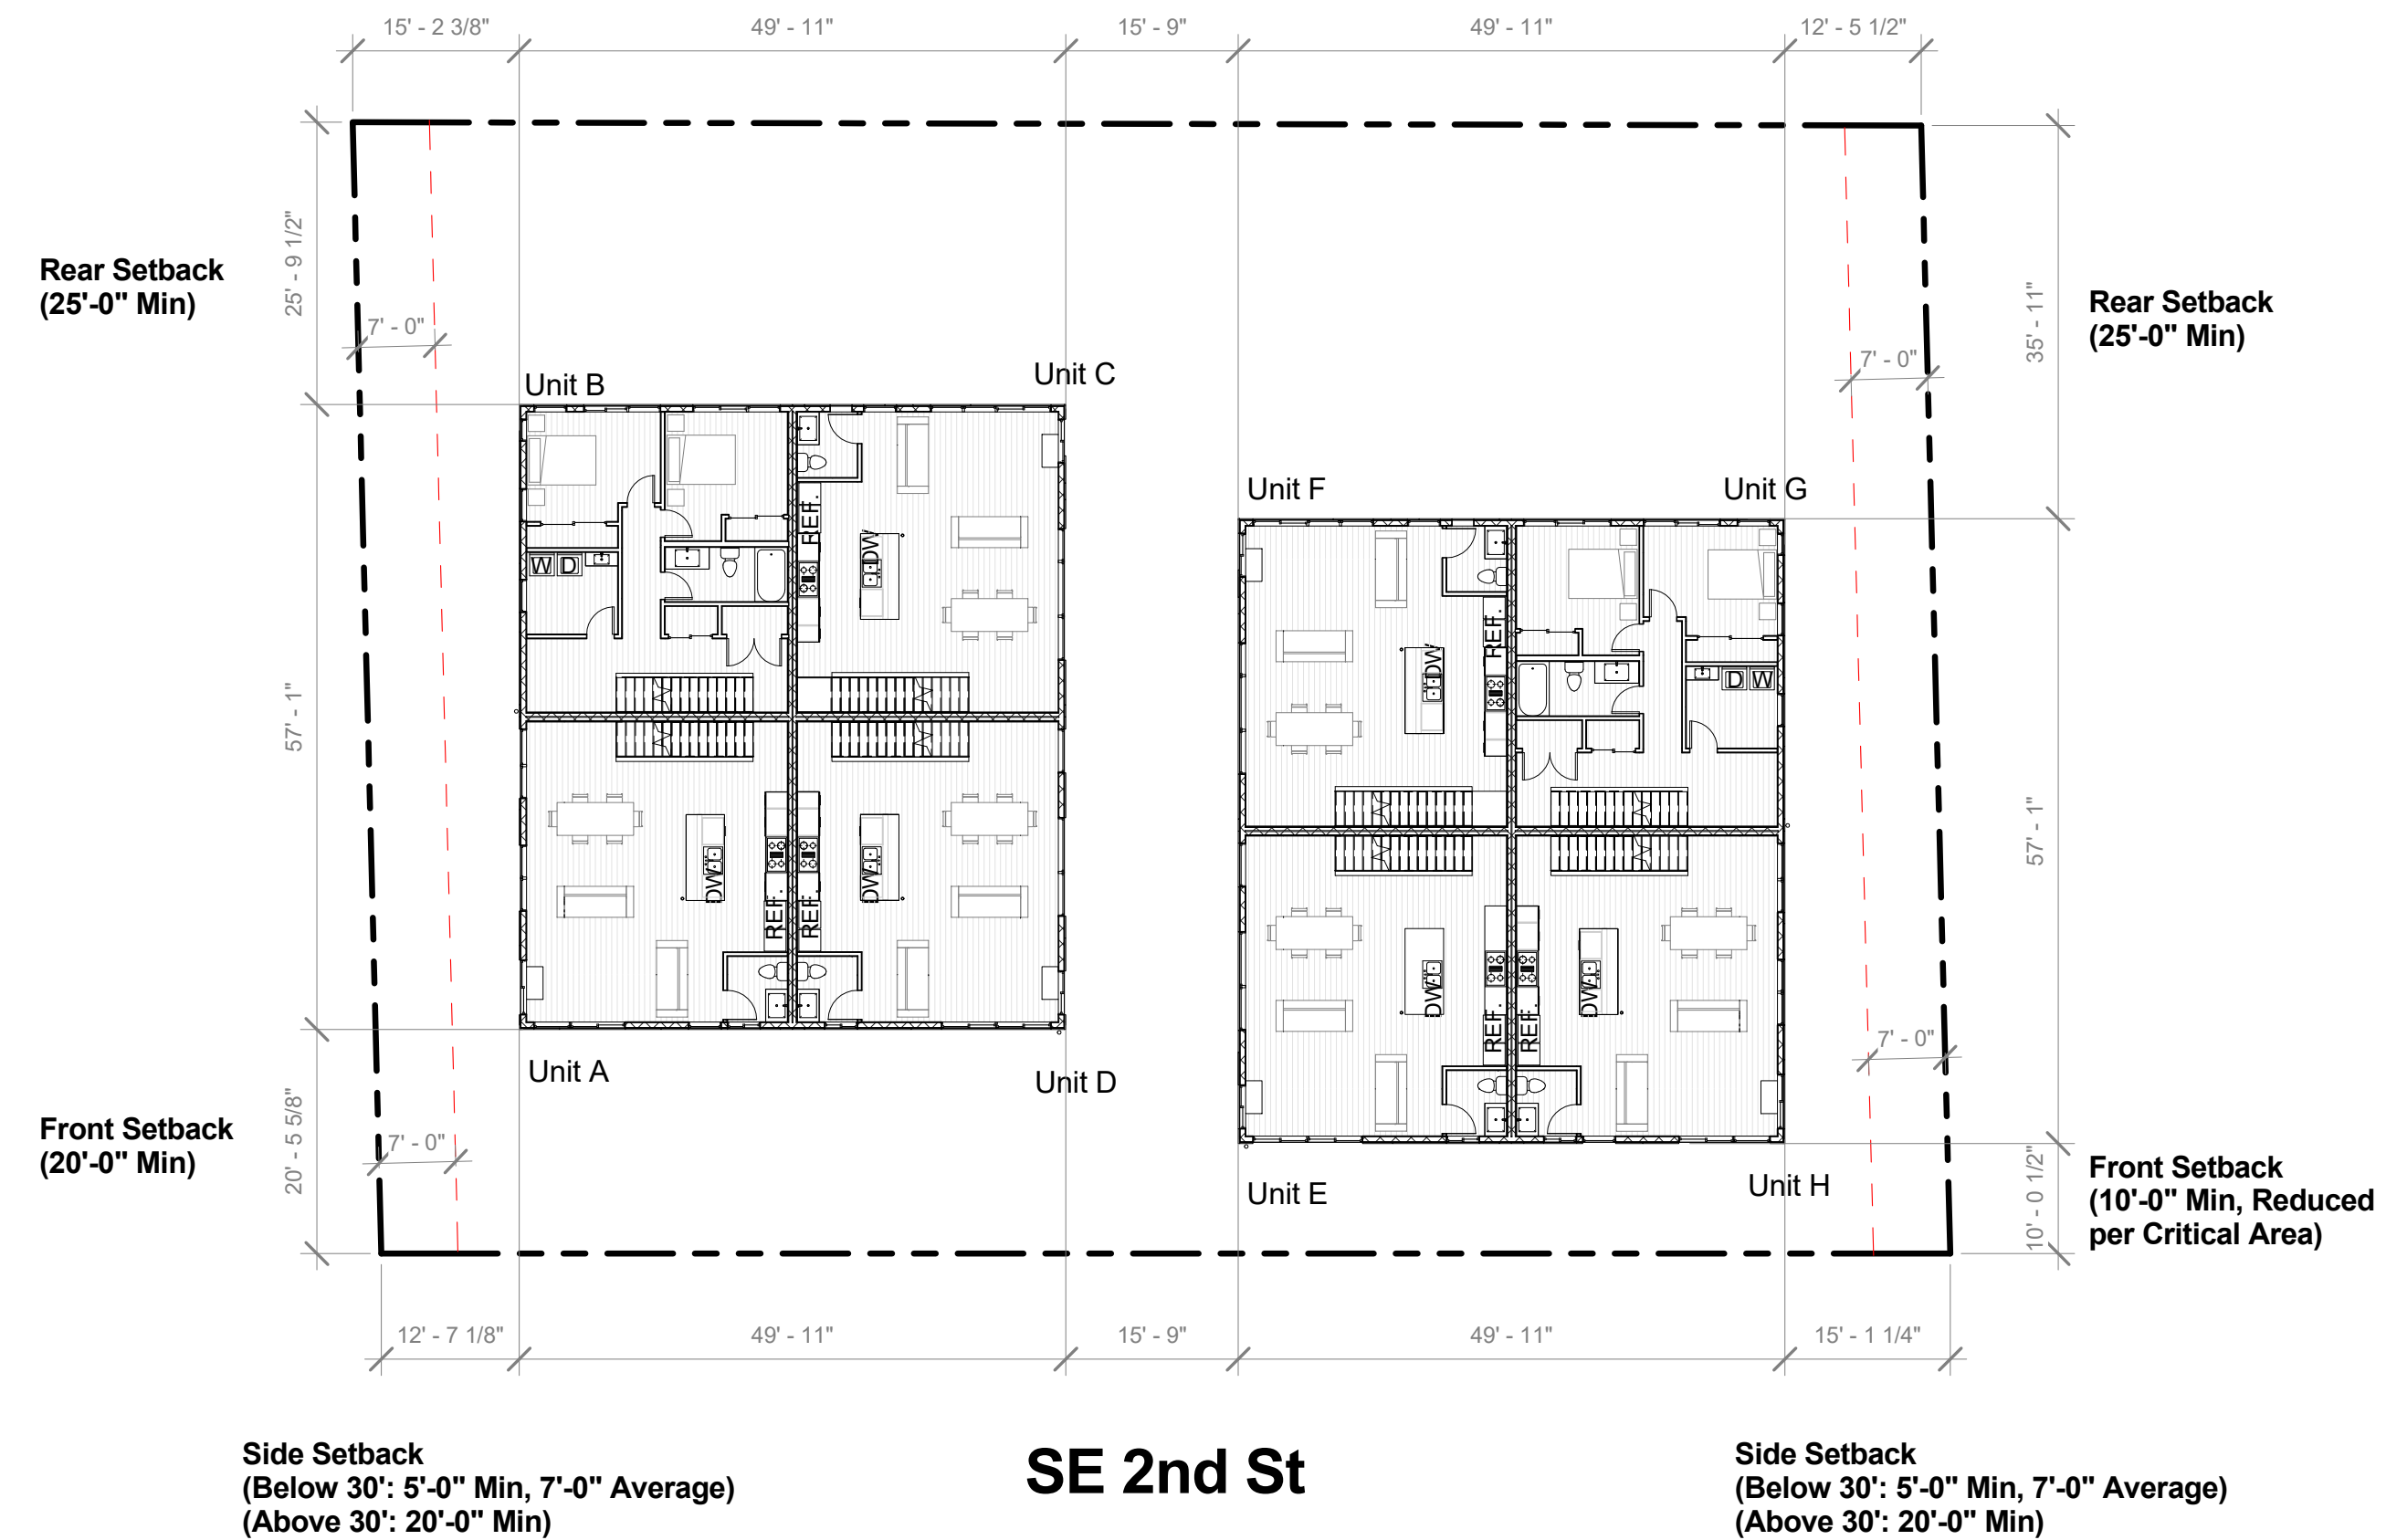 15' - 2 3/8"
49' - 11"
15' - 9"
49' - 11"
12' - 5 1/2"
25' - 9 1/2"
Rear Setback
(25'-0" Min)
7' - 0"
35' - 11"
Rear Setback
(25'-0" Min)
7' - 0"
Unit B
Unit C
Unit F
Unit G
REF.
DW
W D
REF.
DW
D W
57' - 1"
57' - 1"
DW
REF.
REF.
DW
DW
REF.
REF.
DW
7' - 0"
Unit A
Unit D
20' - 5 5/8"
Front Setback
(20'-0" Min)
7' - 0"
Unit E
Unit H
10' - 0 1/2"
Front Setback
(10'-0" Min, Reduced
per Critical Area)
12' - 7 1/8"
49' - 11"
15' - 9"
49' - 11"
15' - 1 1/4"
Side Setback
(Below 30': 5'-0" Min, 7'-0" Average)
(Above 30': 20'-0" Min)
SE 2nd St
Side Setback
(Below 30': 5'-0" Min, 7'-0" Average)
(Above 30': 20'-0" Min)